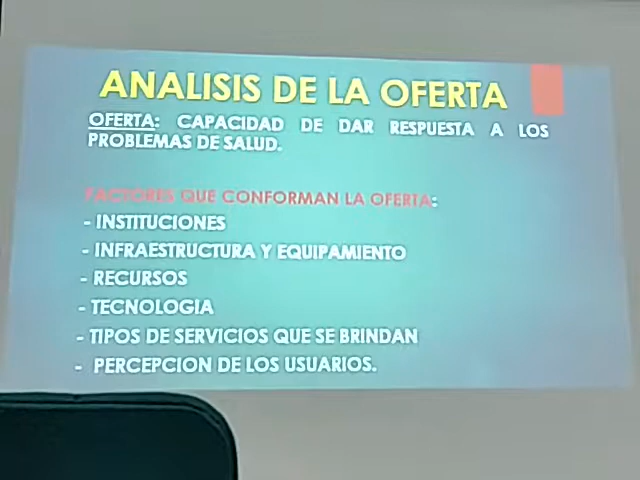 ANALISIS DE LA OFERTA
OFERTA: CAPACIDAD DE DAR RESPUESTA A LOS
PROBLEMAS DE SALUD.
FACTORES QUE CONFORMAN LA OFERTA:
- INSTITUCIONES
- INFRAESTRUCTURA Y EQUIPAMIENTO
- RECURSOS
- TECNOLOGIA
- TIPOS DE SERVICIOS QUE SE BRINDAN
- PERCEPCION DE LOS USUARIOS.